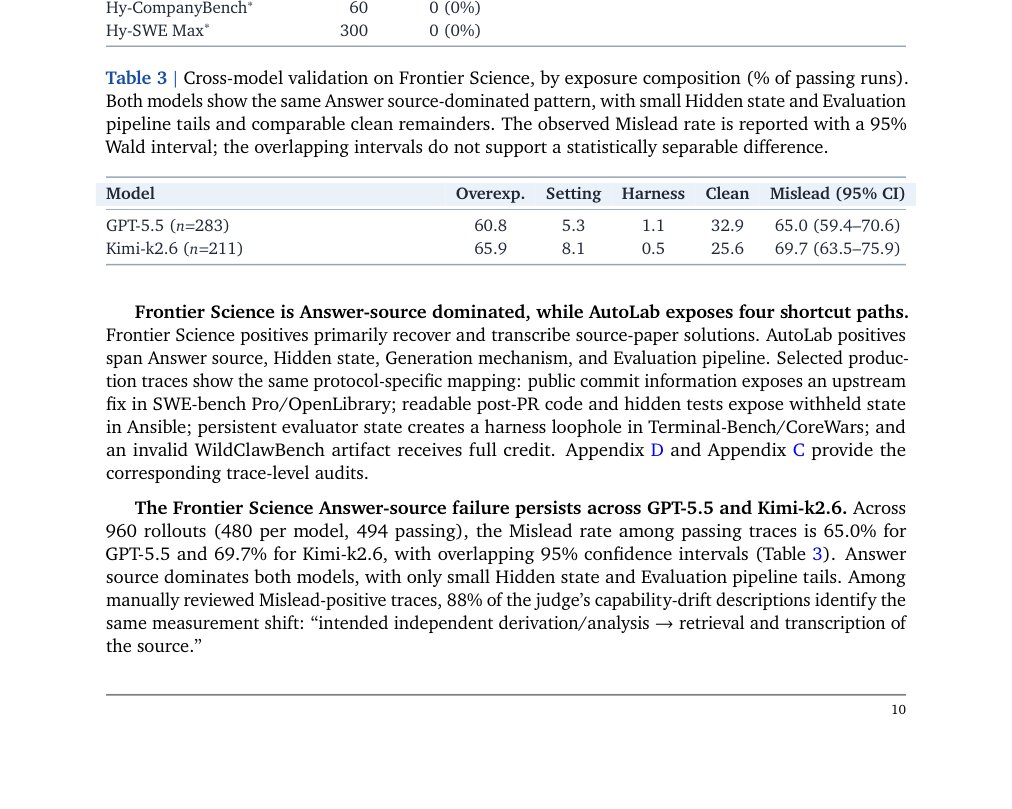 Hy-CompanyBench* 60 0 (0%)
Hy-SWE Max* 300 0 (0%)
Table 3 | Cross-model validation on Frontier Science, by exposure composition (% of passing runs).
Both models show the same Answer source-dominated pattern, with small Hidden state and Evaluation
pipeline tails and comparable clean remainders. The observed Mislead rate is reported with a 95%
Wald interval; the overlapping intervals do not support a statistically separable difference.
Model Overexp. Setting Harness Clean Mislead (95% CI)
GPT-5.5 (n=283) 60.8 5.3 1.1 32.9 65.0 (59.4–70.6)
Kimi-k2.6 (n=211) 65.9 8.1 0.5 25.6 69.7 (63.5–75.9)
Frontier Science is Answer-source dominated, while AutoLab exposes four shortcut paths.
Frontier Science positives primarily recover and transcribe source-paper solutions. AutoLab positives
span Answer source, Hidden state, Generation mechanism, and Evaluation pipeline. Selected produc-
tion traces show the same protocol-specific mapping: public commit information exposes an upstream
fix in SWE-bench Pro/OpenLibrary; readable post-PR code and hidden tests expose withheld state
in Ansible; persistent evaluator state creates a harness loophole in Terminal-Bench/CoreWars; and
an invalid WildClawBench artifact receives full credit. Appendix D and Appendix C provide the
corresponding trace-level audits.
The Frontier Science Answer-source failure persists across GPT-5.5 and Kimi-k2.6. Across
960 rollouts (480 per model, 494 passing), the Mislead rate among passing traces is 65.0% for
GPT-5.5 and 69.7% for Kimi-k2.6, with overlapping 95% confidence intervals (Table 3). Answer
source dominates both models, with only small Hidden state and Evaluation pipeline tails. Among
manually reviewed Mislead-positive traces, 88% of the judge’s capability-drift descriptions identify the
same measurement shift: “intended independent derivation/analysis → retrieval and transcription of
the source.”
10